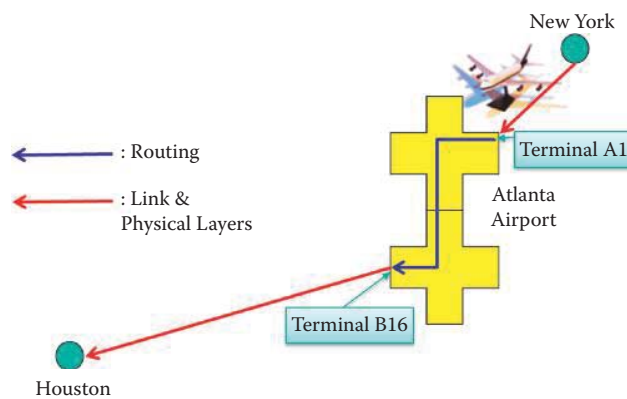 New York
Terminal A1
: Routing
: Link &
Physical Layers
Atlanta
Airport
Terminal B16
Houston